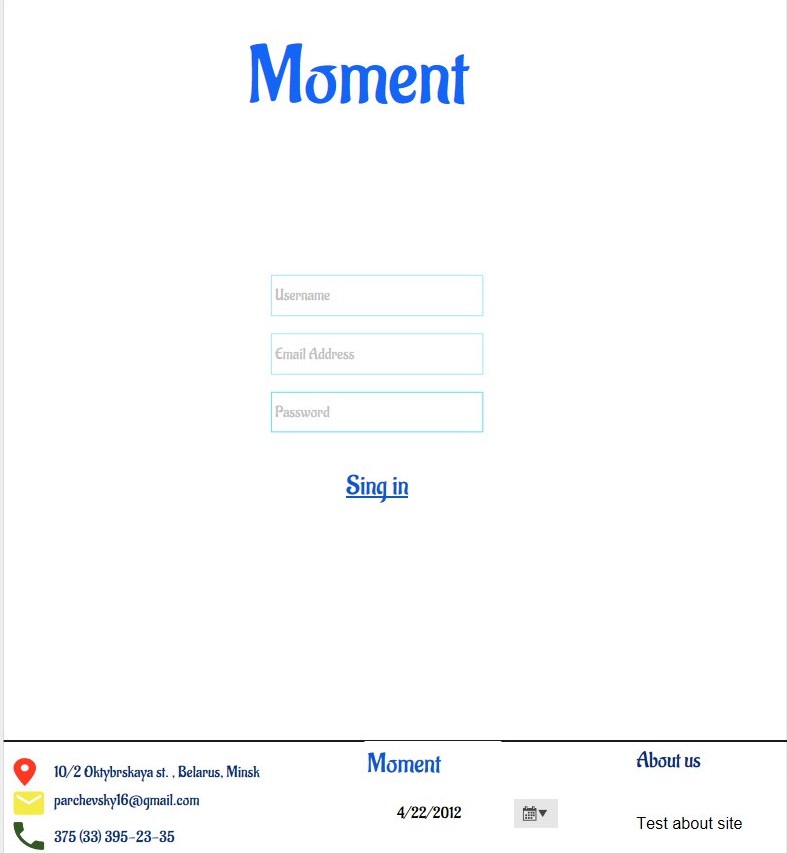 Moment
Username
Email Address
Password
Sing in
10/2 Oktybrskaya st. , Belarus, Minsk
parchevsky16@gmail.com
375 (33) 395-23-35
Moment
4/22/2012
About us
Test about site